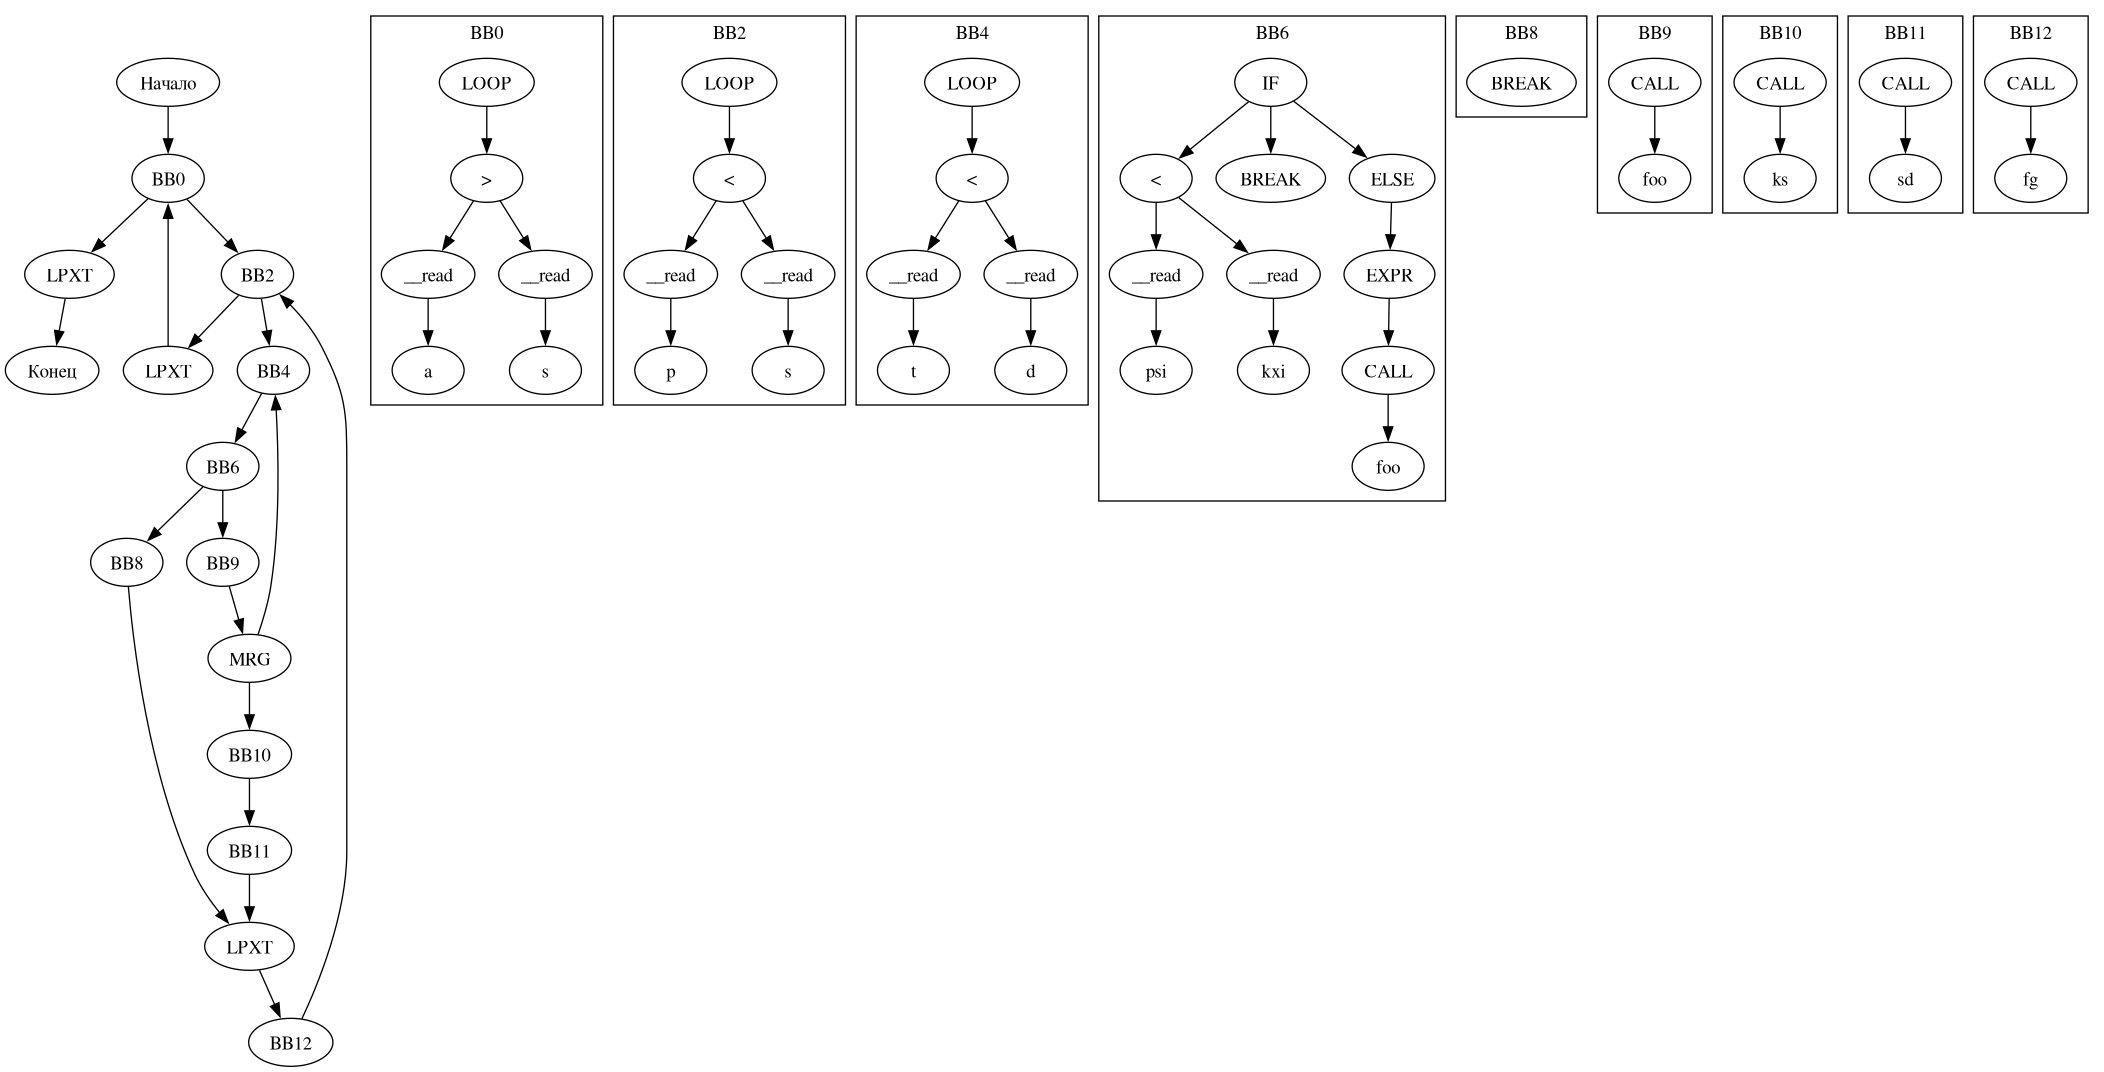 BB0 BB2 BB4 BB6 BB8 BB9 BB10 BB11 BB12
Начало LOOP LOOP LOOP IF BREAK CALL CALL CALL CALL
BB0 > < < < BREAK ELSE foo ks sd fg
LPXT BB2 __read __read __read __read __read __read __read __read EXPR
Конец LPXT BB4 a s p s t d psi kxi CALL
BB6 foo
BB8 BB9
MRG
BB10
BB11
LPXT
BB12